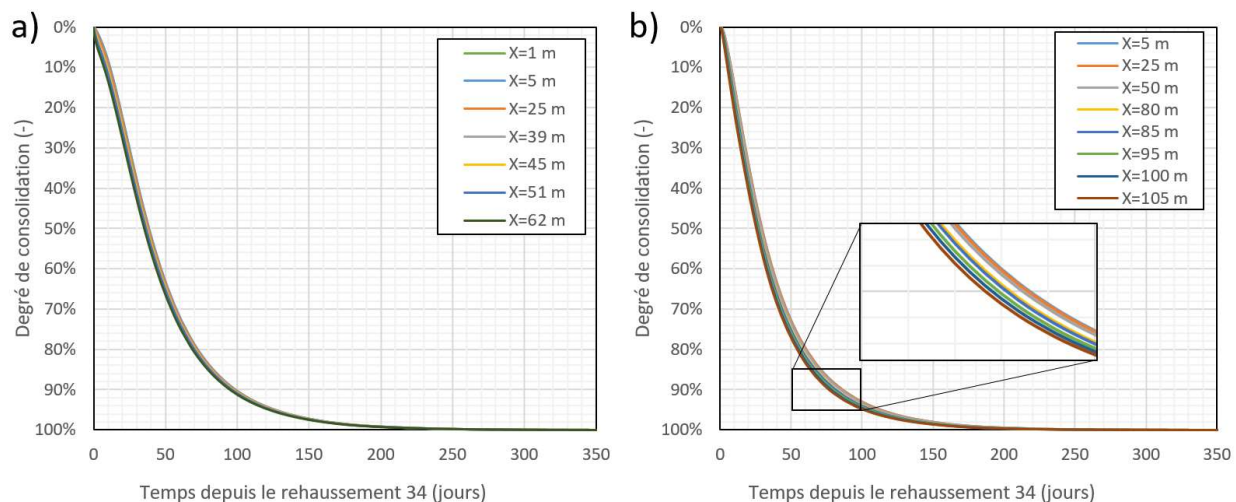 a)
Degré de consolidation (-)
0%
10%
20%
30%
40%
50%
60%
70%
80%
90%
100%
X=1 m
X=5 m
X=25 m
X=39 m
X=45 m
X=51 m
X=62 m
0 50 100 150 200 250 300 350
Temps depuis le rehaussement 34 (jours)
b)
Degré de consolidation (-)
0%
10%
20%
30%
40%
50%
60%
70%
80%
90%
100%
X=5 m
X=25 m
X=50 m
X=80 m
X=85 m
X=95 m
X=100 m
X=105 m
0 50 100 150 200 250 300 350
Temps depuis le rehaussement 34 (jours)